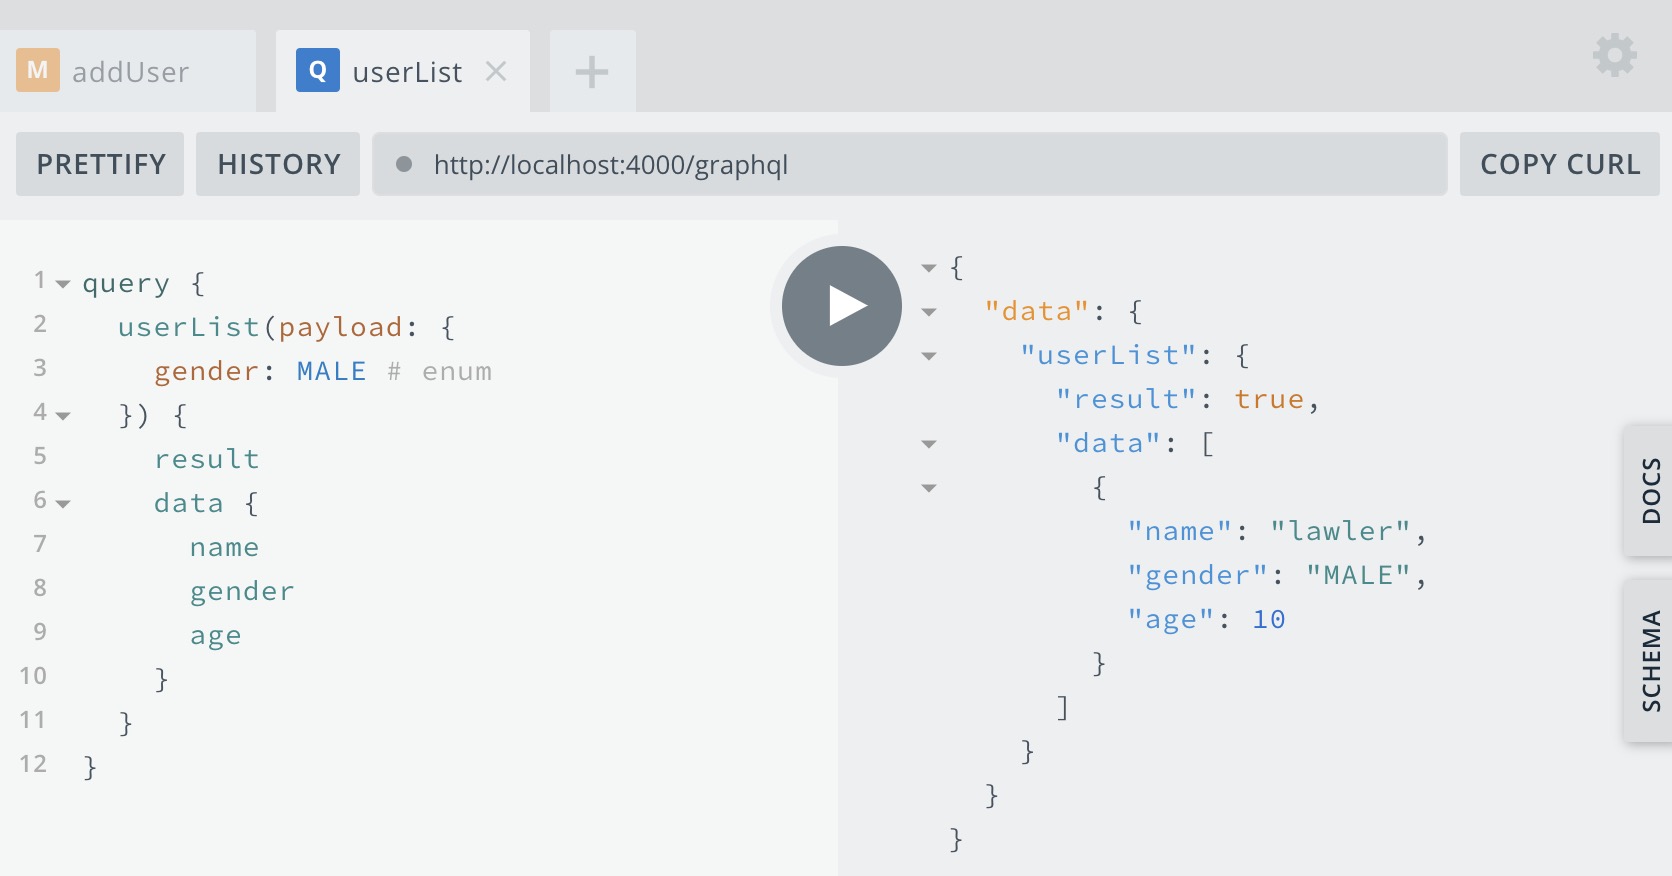 M addUser
Q userList
PRETTIFY
HISTORY
http://localhost:4000/graphql
COPY CURL
1 query {
2 userList(payload: {
3 gender: MALE # enum
4 }) {
5 result
6 data {
7 name
8 gender
9 age
10 }
11 }
12 }
{
"data": {
"userList": {
"result": true,
"data": [
{
"name": "lawler",
"gender": "MALE",
"age": 10
}
]
}
}
}
DOCS
SCHEMA